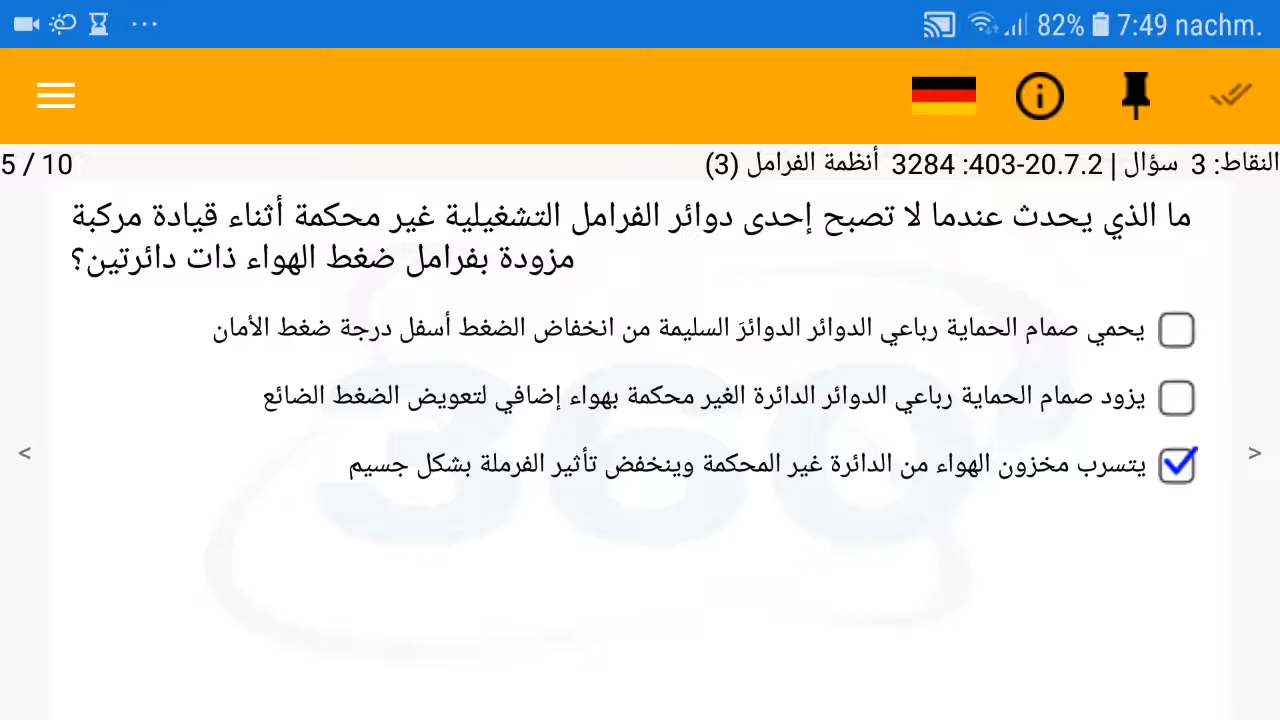 82% 7:49 nachm.
النقاط: 3 سؤال | 20.7.2-403: 3284 أنظمة الفرامل (3)
5 / 10
ما الذي يحدث عندما لا تصبح إحدى دوائر الفرامل التشغيلية غير محكمة أثناء قيادة مركبة
مزودة بفرامل ضغط الهواء ذات دائرتين؟
يحمي صمام الحماية رباعي الدوائر الدوائرَ السليمة من انخفاض الضغط أسفل درجة ضغط الأمان
يزود صمام الحماية رباعي الدوائر الدائرة الغير محكمة بهواء إضافي لتعويض الضغط الضائع
< >
يتسرب مخزون الهواء من الدائرة غير المحكمة وينخفض تأثير الفرملة بشكل جسيم
360